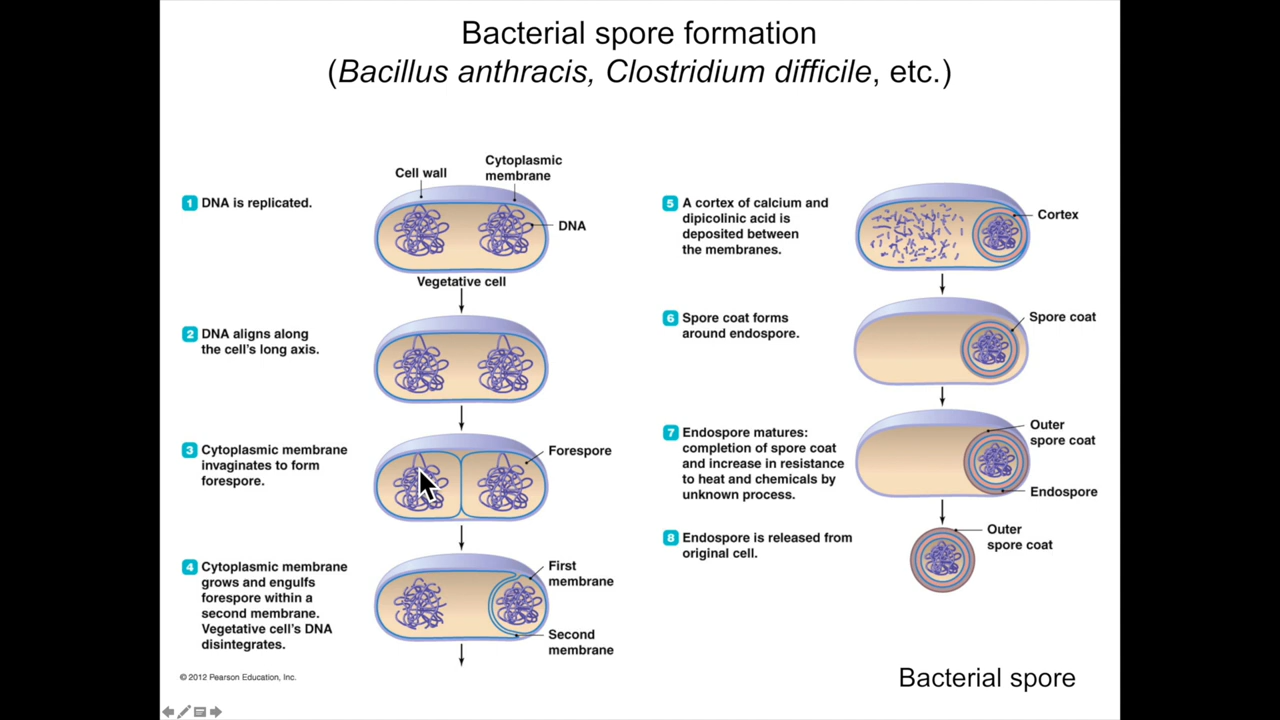 Bacterial spore formation
(Bacillus anthracis, Clostridium difficile, etc.)
Cell wall
Cytoplasmic
membrane
1 DNA is replicated.
DNA
Vegetative cell
2 DNA aligns along
the cell's long axis.
3 Cytoplasmic membrane
invaginates to form
forespore.
Forespore
4 Cytoplasmic membrane
grows and engulfs
forespore within a
second membrane.
Vegetative cell's DNA
disintegrates.
First
membrane
Second
membrane
5 A cortex of calcium and
dipicolinic acid is
deposited between
the membranes.
Cortex
6 Spore coat forms
around endospore.
Spore coat
7 Endospore matures:
completion of spore coat
and increase in resistance
to heat and chemicals by
unknown process.
Outer
spore coat
Endospore
8 Endospore is released from
original cell.
Outer
spore coat
© 2012 Pearson Education, Inc.
Bacterial spore